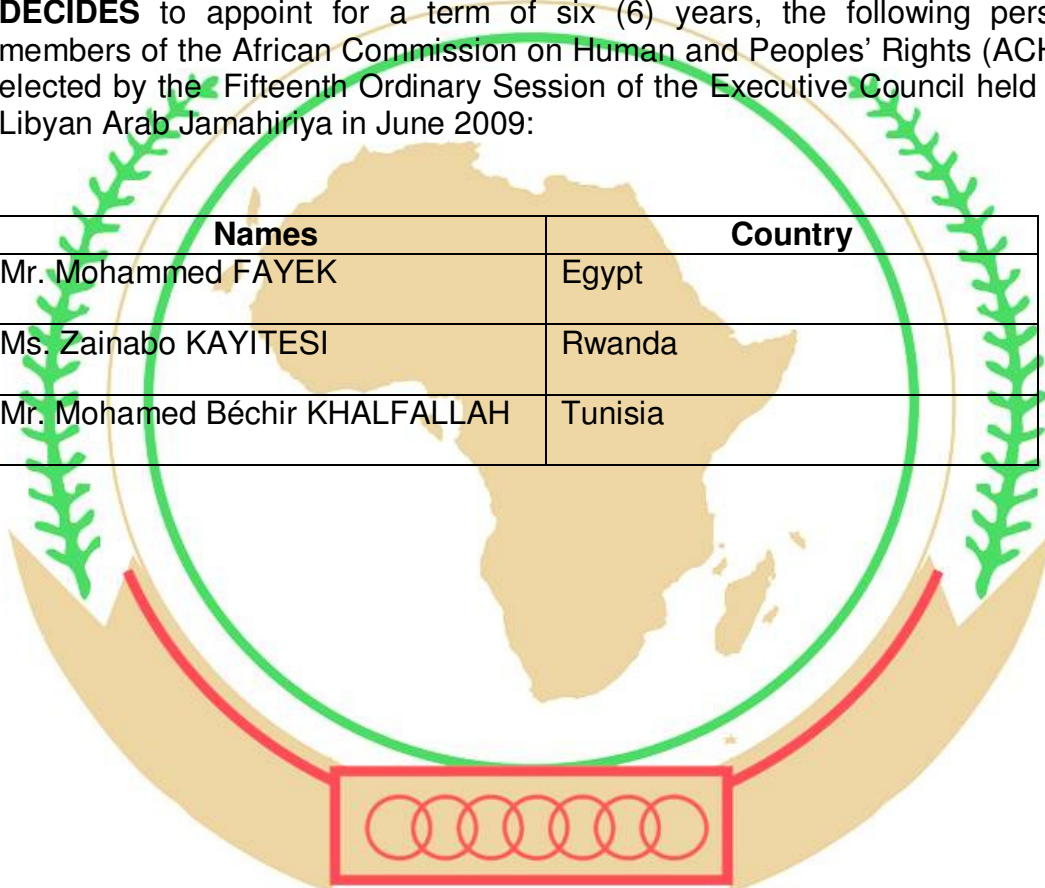 DECIDES to appoint for a term of six (6) years, the following pers
members of the African Commission on Human and Peoples' Rights (ACH
elected by the Fifteenth Ordinary Session of the Executive Council held
Libyan Arab Jamahiriya in June 2009:
Names Country
Mr. Mohammed FAYEK Egypt
Ms. Zainabo KAYITESI Rwanda
Mr. Mohamed Béchir KHALFALLAH Tunisia